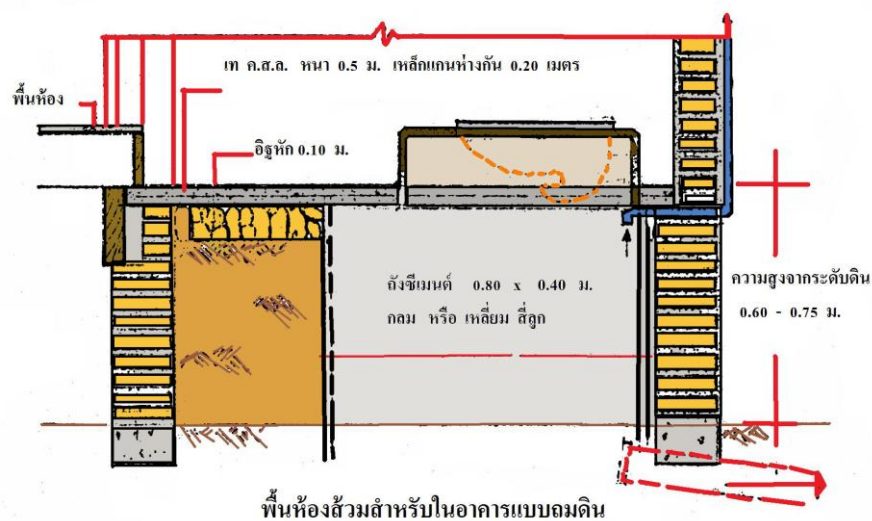 เท ค.ส.ล. หนา 0.5 ม. เหล็กแกนห่างกัน 0.20 เมตร
พื้นห้อง
อิฐหัก 0.10 ม.
ถังซีเมนต์ 0.80 x 0.40 ม.
กลม หรือ เหลี่ยม สี่ลูก
ความสูงจากระดับดิน
0.60 - 0.75 ม.
พื้นห้องส้วมสำหรับในอาคารแบบถมดิน